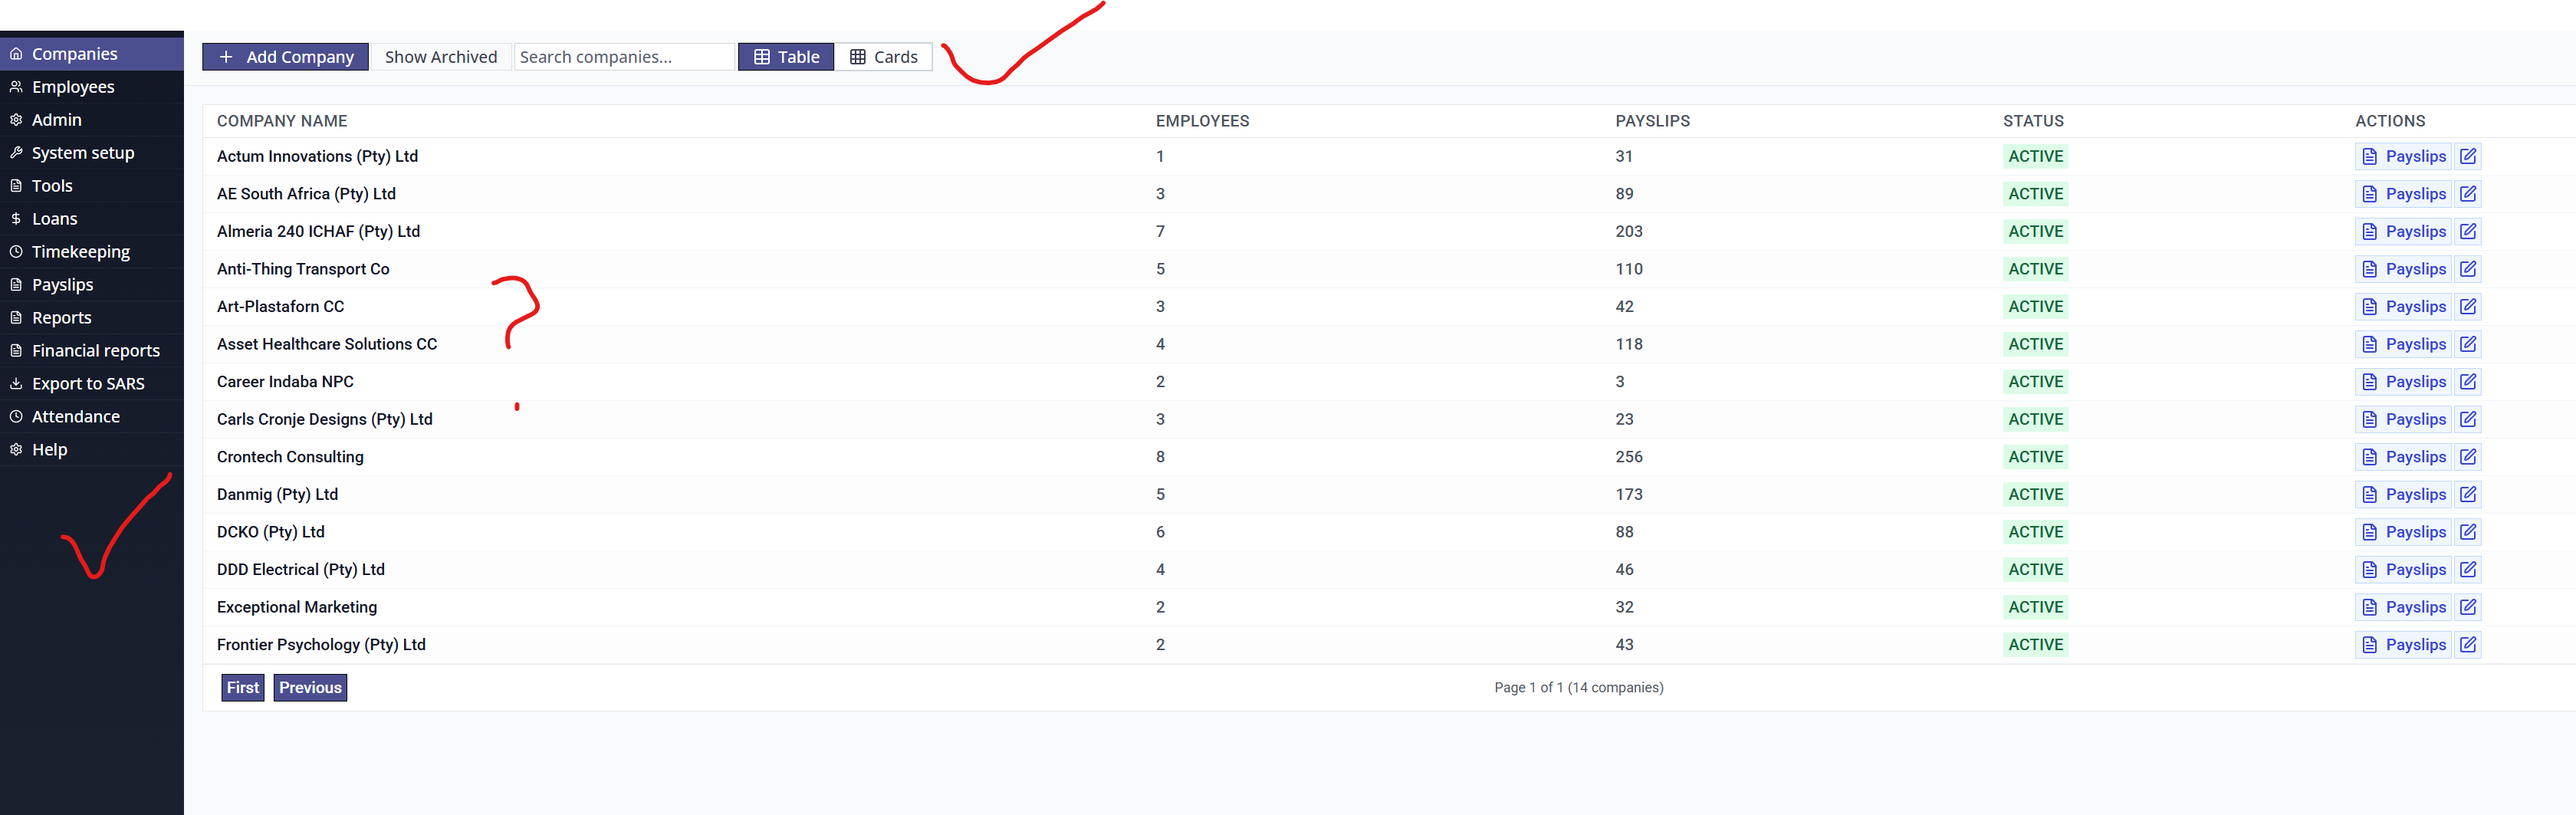 Companies
Employees
Admin
System setup
Tools
Loans
Timekeeping
Payslips
Reports
Financial reports
Export to SARS
Attendance
Help
+ Add Company Show Archived Search companies... Table Cards
COMPANY NAME EMPLOYEES PAYSLIPS STATUS ACTIONS
Actum Innovations (Pty) Ltd 1 31 ACTIVE Payslips
AE South Africa (Pty) Ltd 3 89 ACTIVE Payslips
Almeria 240 ICHAF (Pty) Ltd 7 203 ACTIVE Payslips
Anti-Thing Transport Co 5 110 ACTIVE Payslips
Art-Plastaforn CC 3 42 ACTIVE Payslips
Asset Healthcare Solutions CC 4 118 ACTIVE Payslips
Career Indaba NPC 2 3 ACTIVE Payslips
Carls Cronje Designs (Pty) Ltd 3 23 ACTIVE Payslips
Crontech Consulting 8 256 ACTIVE Payslips
Danmig (Pty) Ltd 5 173 ACTIVE Payslips
DCKO (Pty) Ltd 6 88 ACTIVE Payslips
DDD Electrical (Pty) Ltd 4 46 ACTIVE Payslips
Exceptional Marketing 2 32 ACTIVE Payslips
Frontier Psychology (Pty) Ltd 2 43 ACTIVE Payslips
First Previous Page 1 of 1 (14 companies)
?